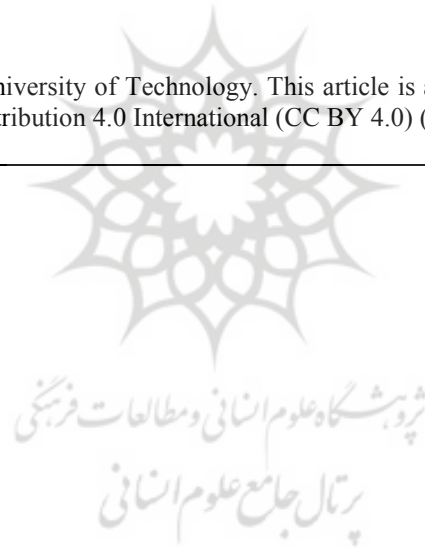 niversity of Technology. This article is a
tribution 4.0 International (CC BY 4.0) (
پژوهشگاه علوم انسانی و مطالعات فرهنگی
پرتال جامع علوم انسانی